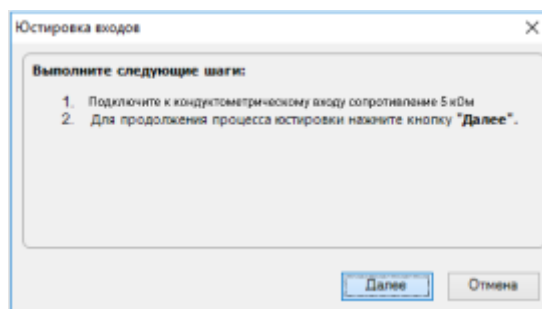 Юстировка входов
Выполните следующие шаги:
1. Подключите к кондуктометрическому входу сопротивление 5 кОм
2. Для продолжения процесса юстировки нажмите кнопку "Далее".
Далее
Отмена